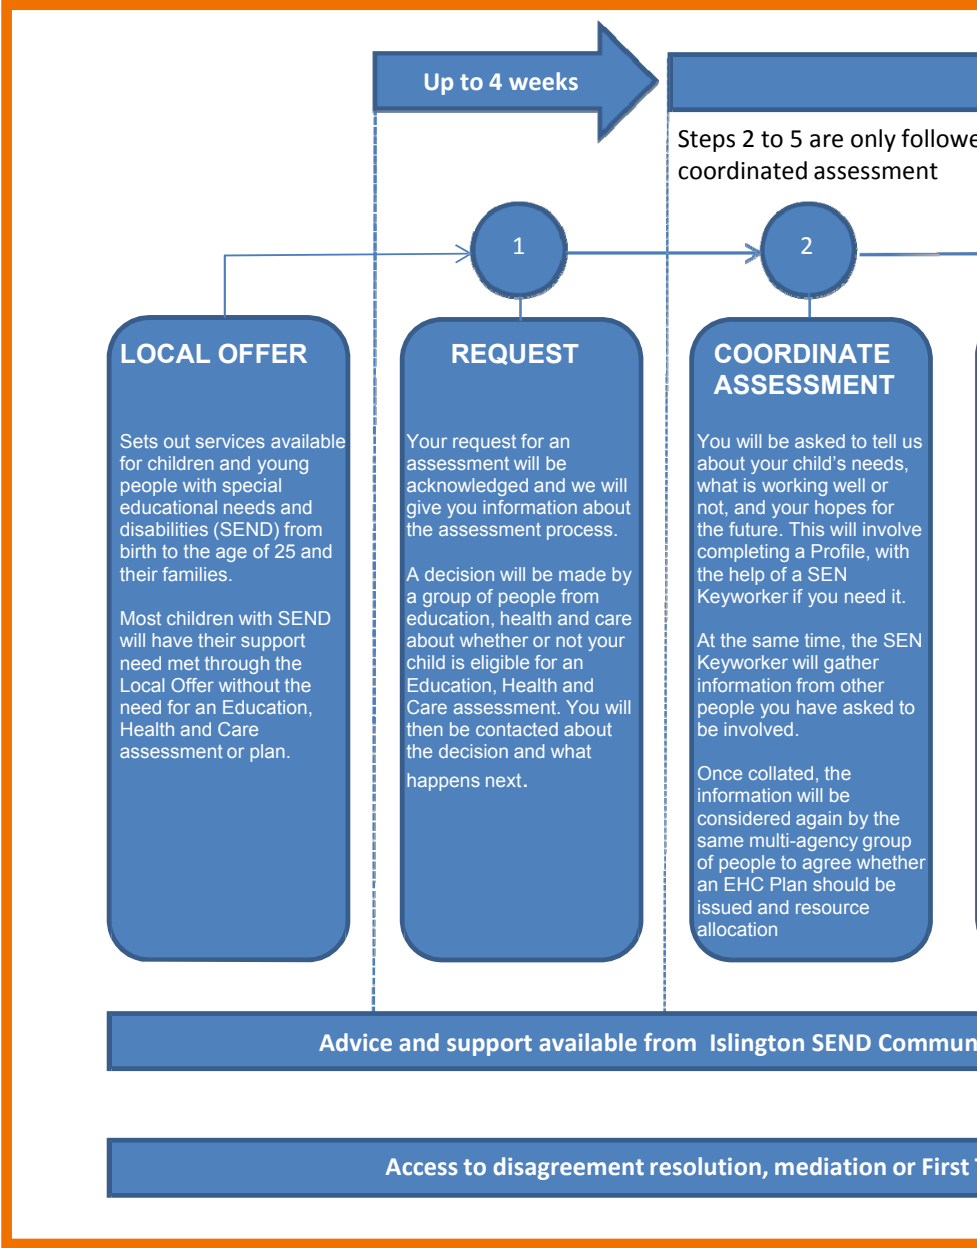 Up to 4 weeks
Steps 2 to 5 are only
coordinated assessment
1
2
LOCAL OFFER
Sets out services available
for children and young
people with special
educational needs and
disabilities (SEND) from
birth to the age of 25 and
their families.
Most children with SEND
will have their support
need met through the
Local Offer without the
need for an Education,
Health and Care
assessment or plan.
REQUEST
Your request for an
assessment will be
acknowledged and we will
give you information about
the assessment process.
A decision will be made by
a group of people from
education, health and care
about whether or not your
child is eligible for an
Education, Health and
Care assessment. You will
then be contacted about
the decision and what
happens next.
COORDINATE
ASSESSMENT
You will be asked to tell us
about your child's needs,
what is working well or
not, and your hopes for
the future. This will involve
completing a Profile, with
the help of a SEN
Keyworker if you need it.
At the same time, the SEN
Keyworker will gather
information from other
people you have asked to
be involved.
Once collated, the
information will be
considered again by the
same multi-agency group
of people to agree whether
an EHC Plan should be
issued and resource
allocation
Advice and support available from Islington SEND
Access to disagreement resolution, mediation or First